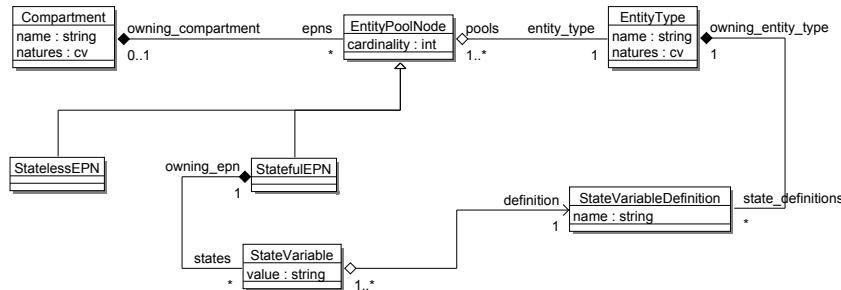 Compartment
name : string
natures : cv
owning_compartment
0..1
epns
*
EntityPoolNode
cardinality : int
pools
1..*
entity_type
1
EntityType
name : string
natures : cv
owning_entity_type
1
StatelessEPN
owning_epn
1
StatefulEPN
states
*
StateVariable
value : string
1..*
definition
1
StateVariableDefinition
name : string
state_definitions
*